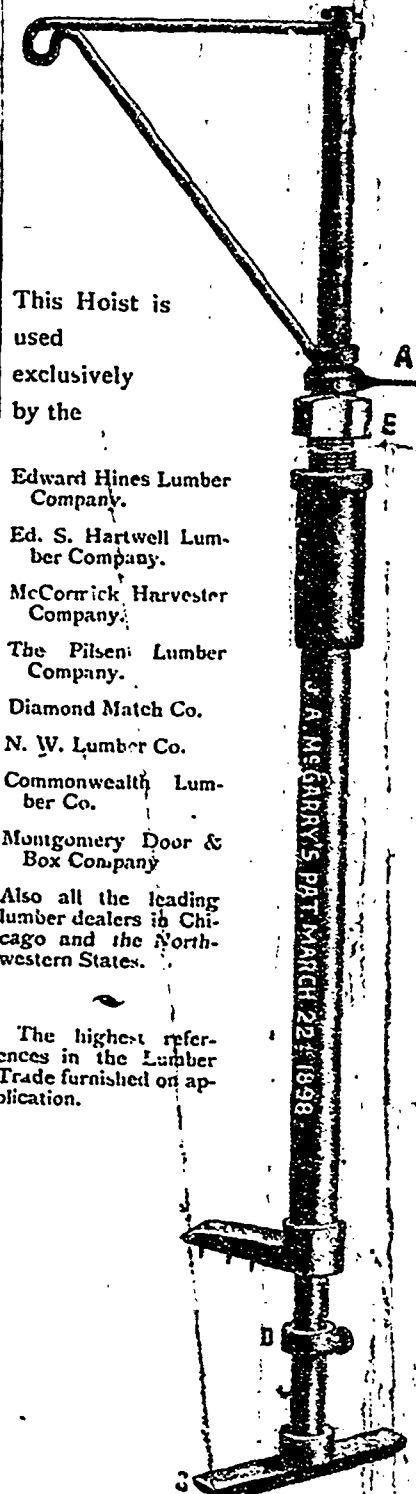 This Hoist is
used
exclusively
by the
Edward Hines Lumber
Company.
Ed. S. Hartwell Lum-
ber Company.
McCormick Harvester
Company.
The Pilsen Lumber
Company.
Diamond Match Co.
N. W. Lumber Co.
Commonwealth Lum-
ber Co.
Montgomery Door &
Box Company
Also all the leading
lumber dealers in Chi-
cago and the North-
western States.
The highest refer-
ences in the Lumber
Trade furnished on ap-
plication.
A
E
J. A. McGARRY'S PAT. MARCH 22d, 1898.
D
C
B